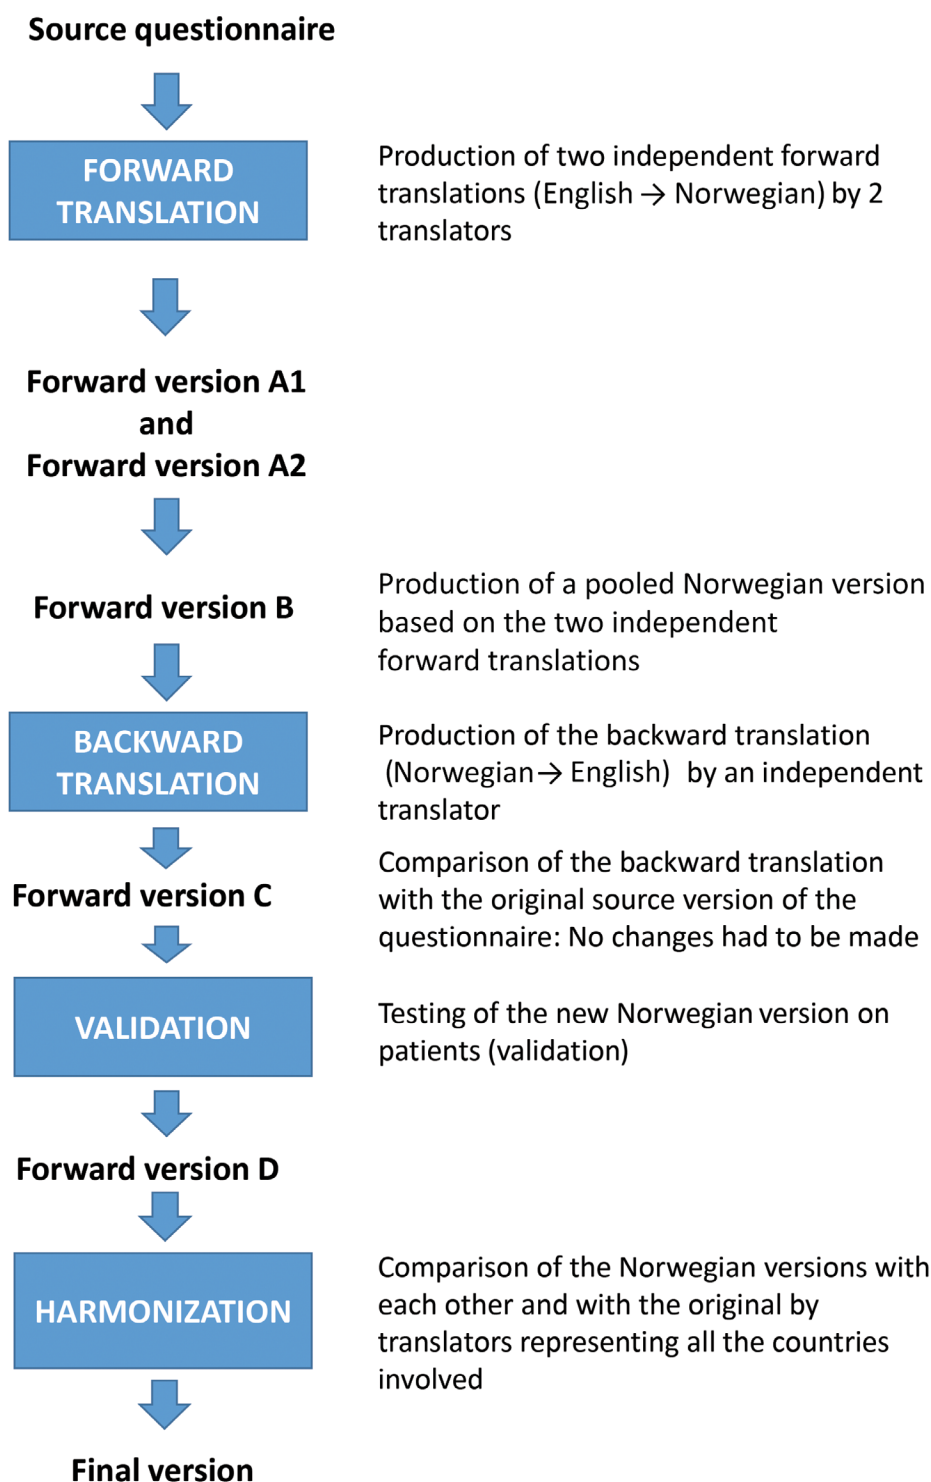 Source questionnaire
FORWARD
TRANSLATION
Production of two independent forward
translations (English → Norwegian) by 2
translators
Forward version A1
and
Forward version A2
Forward version B
Production of a pooled Norwegian version
based on the two independent
forward translations
BACKWARD
TRANSLATION
Production of the backward translation
(Norwegian → English) by an independent
translator
Forward version C
Comparison of the backward translation
with the original source version of the
questionnaire: No changes had to be made
VALIDATION
Testing of the new Norwegian version on
patients (validation)
Forward version D
HARMONIZATION
Comparison of the Norwegian versions with
each other and with the original by
translators representing all the countries
involved
Final version